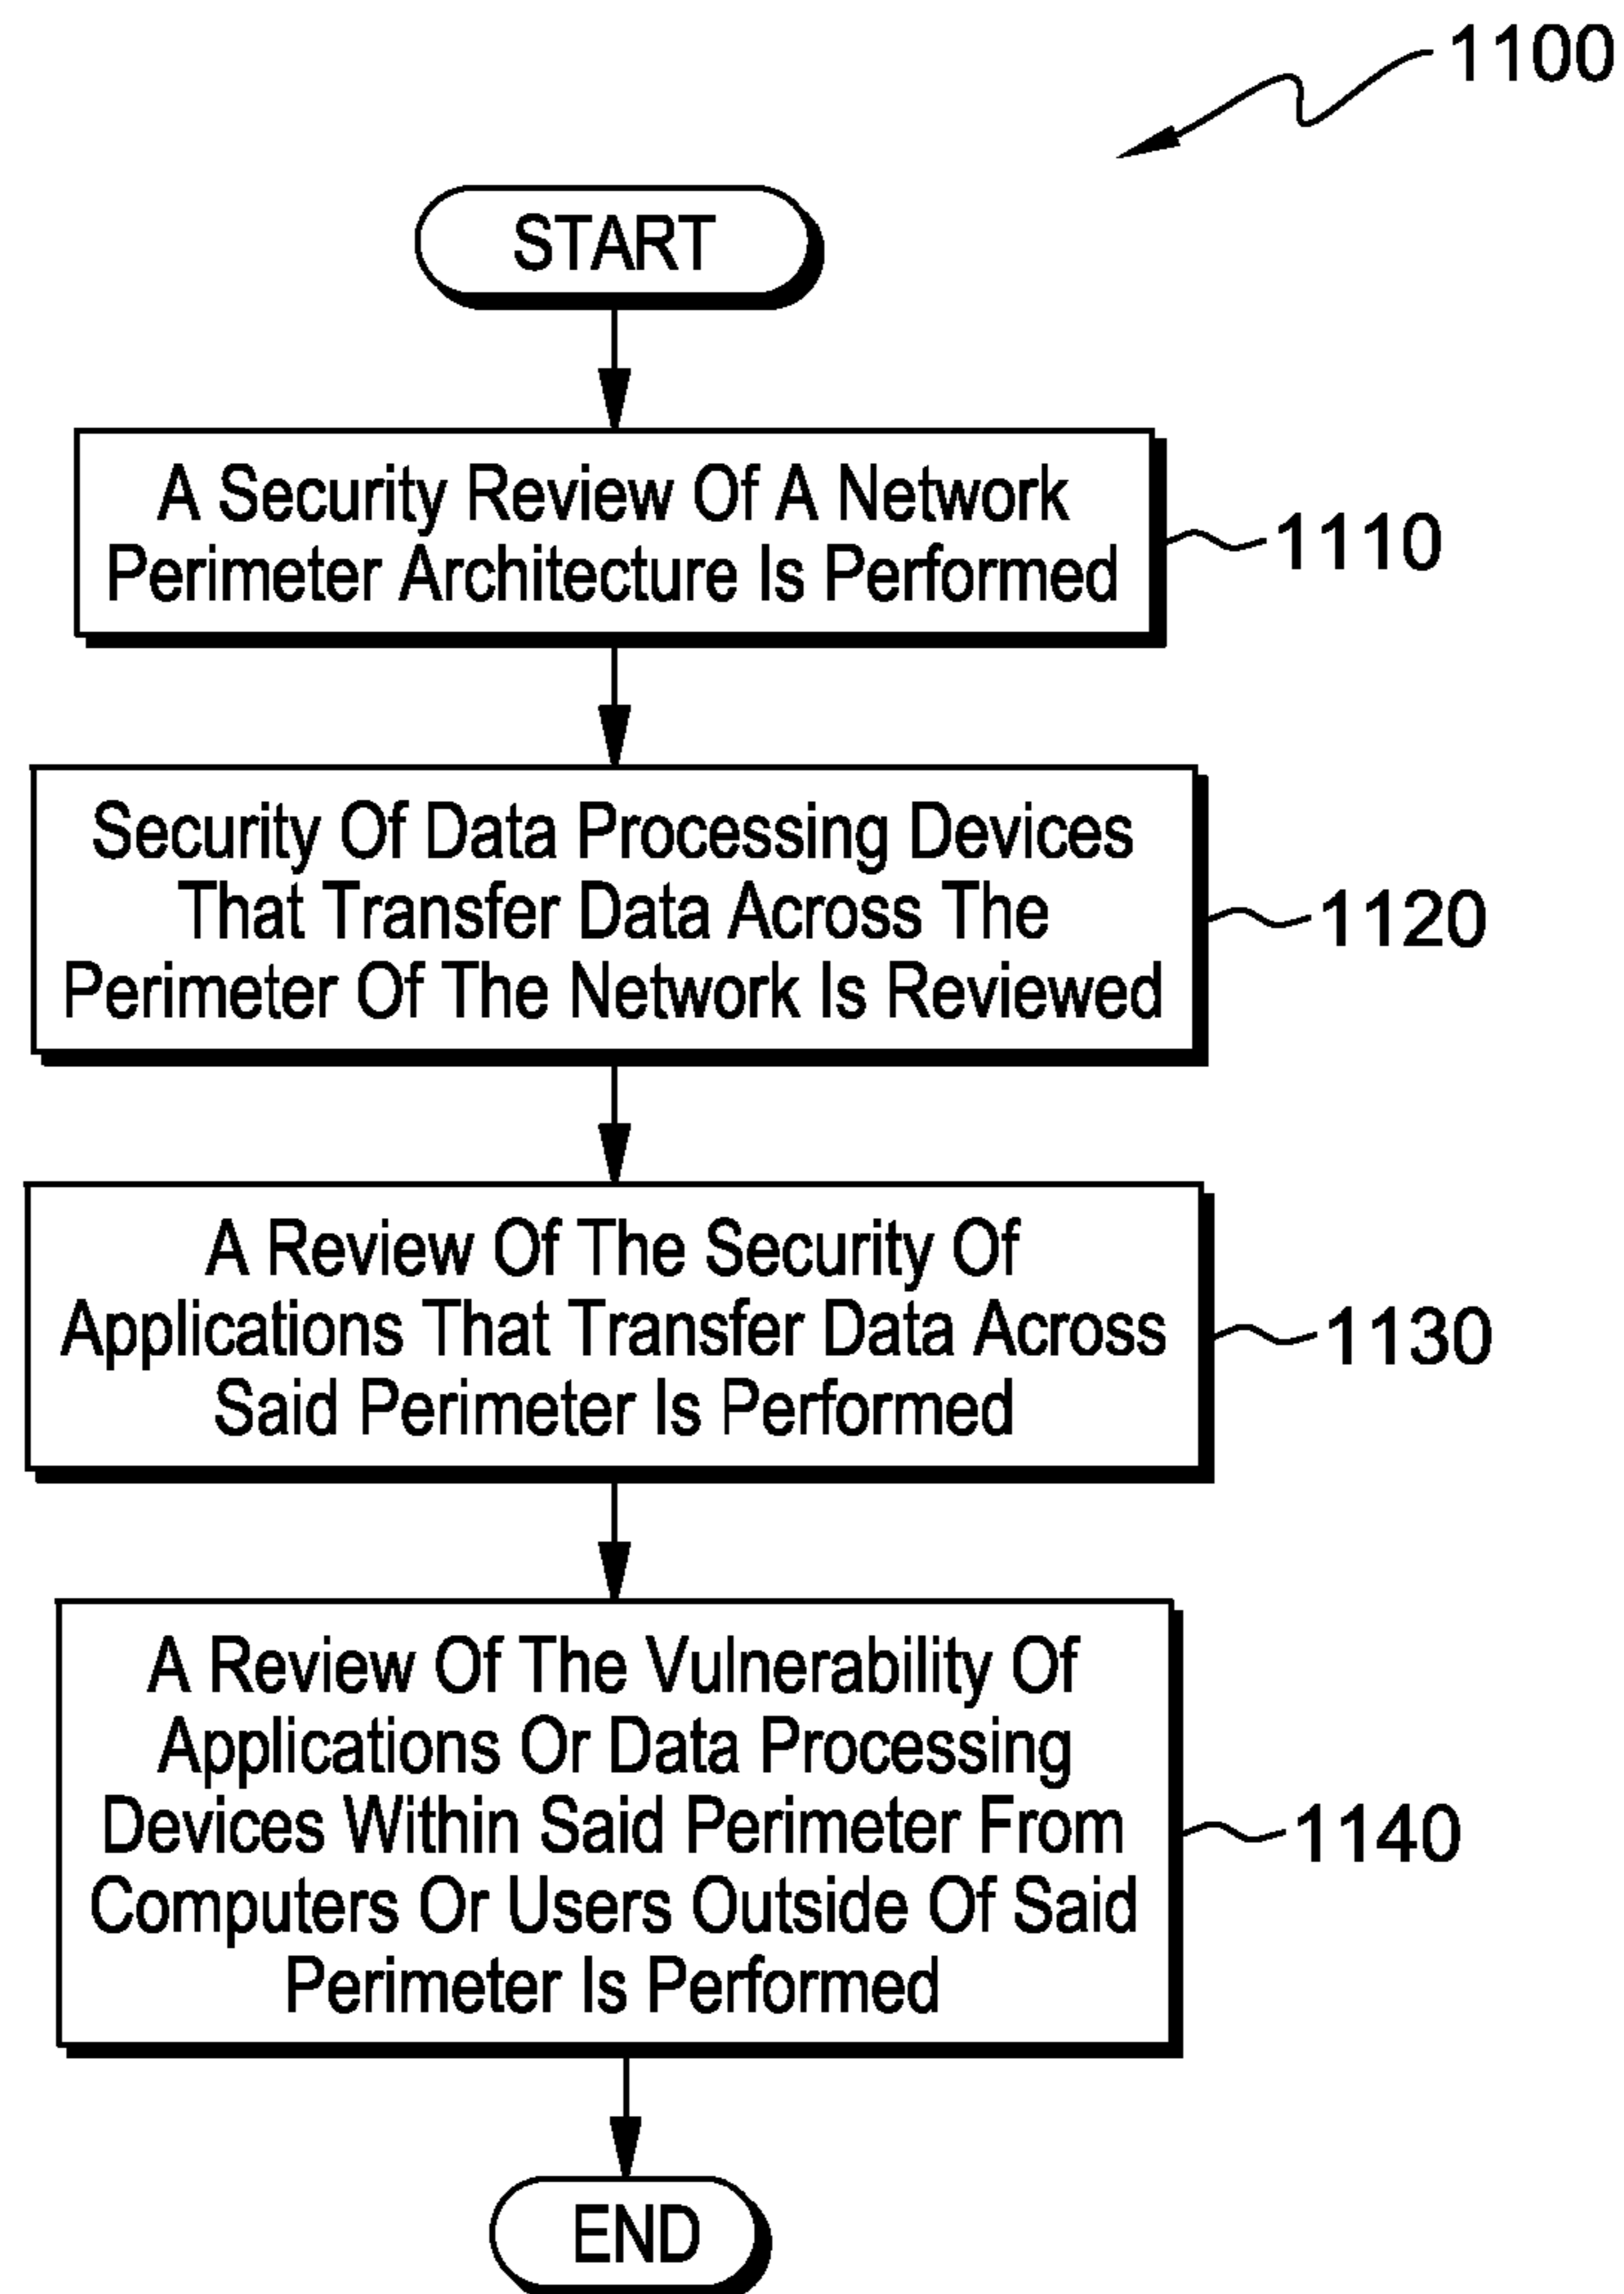 1100
START
A Security Review Of A Network
Perimeter Architecture Is Performed
1110
Security Of Data Processing Devices
That Transfer Data Across The
Perimeter Of The Network Is Reviewed
1120
A Review Of The Security Of
Applications That Transfer Data Across
Said Perimeter Is Performed
1130
A Review Of The Vulnerability Of
Applications Or Data Processing
Devices Within Said Perimeter From
Computers Or Users Outside Of Said
Perimeter Is Performed
1140
END